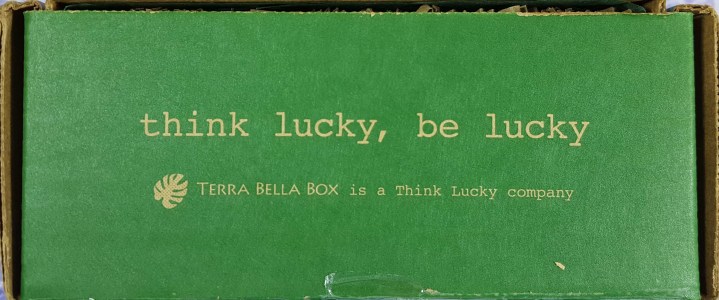 think lucky, be lucky
TERRA BELLA BOX is a Think Lucky company